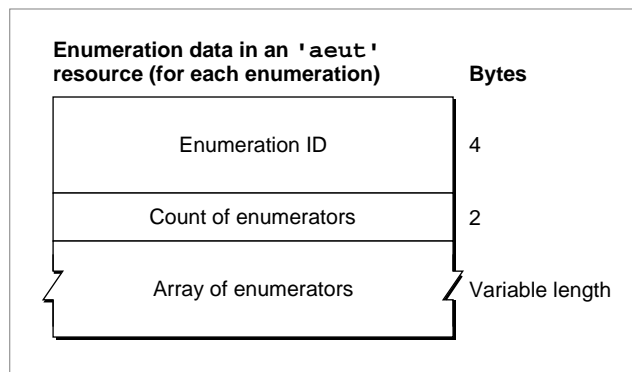 Enumeration data in an 'aeut'
resource (for each enumeration) Bytes
Enumeration ID 4
Count of enumerators 2
Array of enumerators Variable length